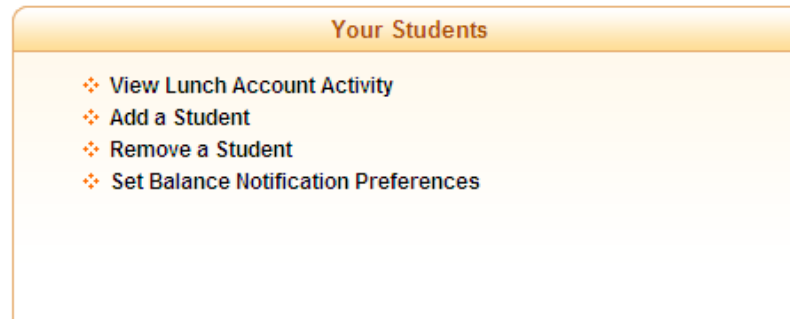 Your Students
View Lunch Account Activity
Add a Student
Remove a Student
Set Balance Notification Preferences